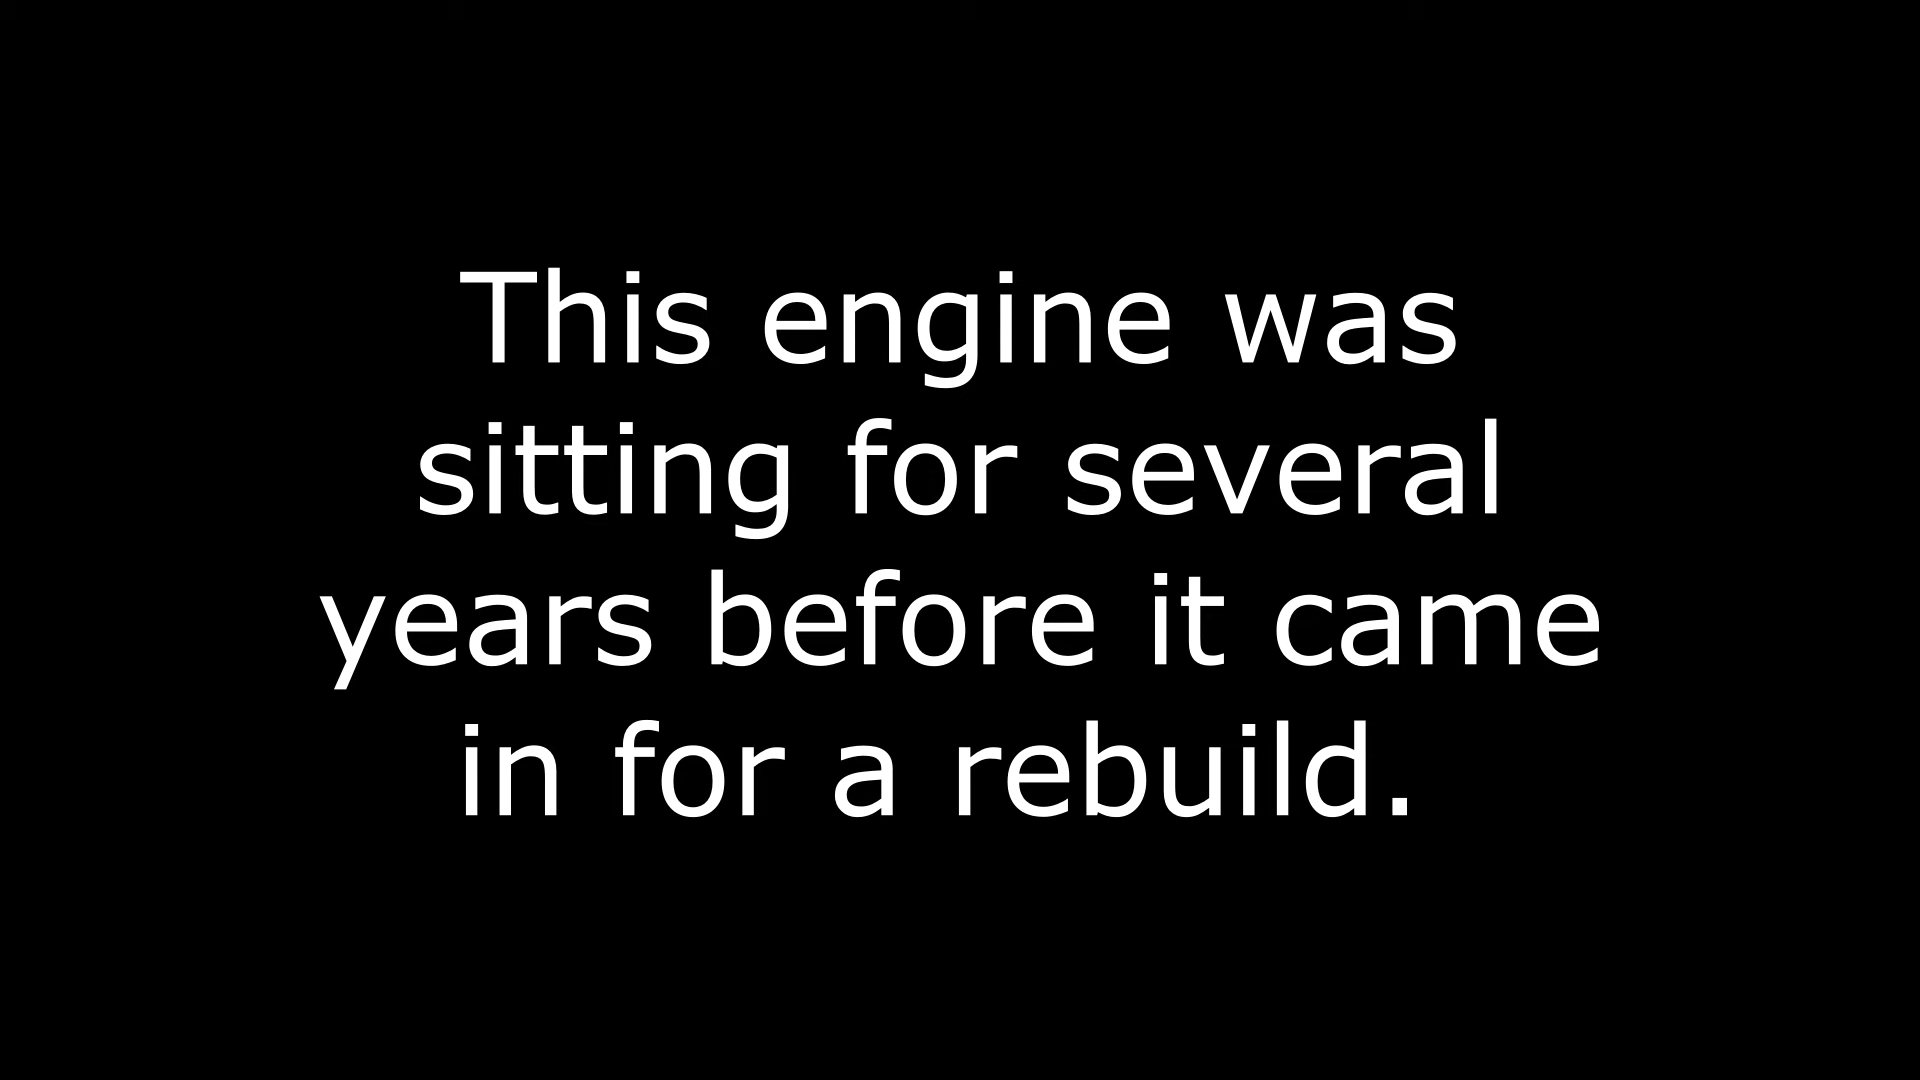 This engine was
sitting for several
years before it came
in for a rebuild.